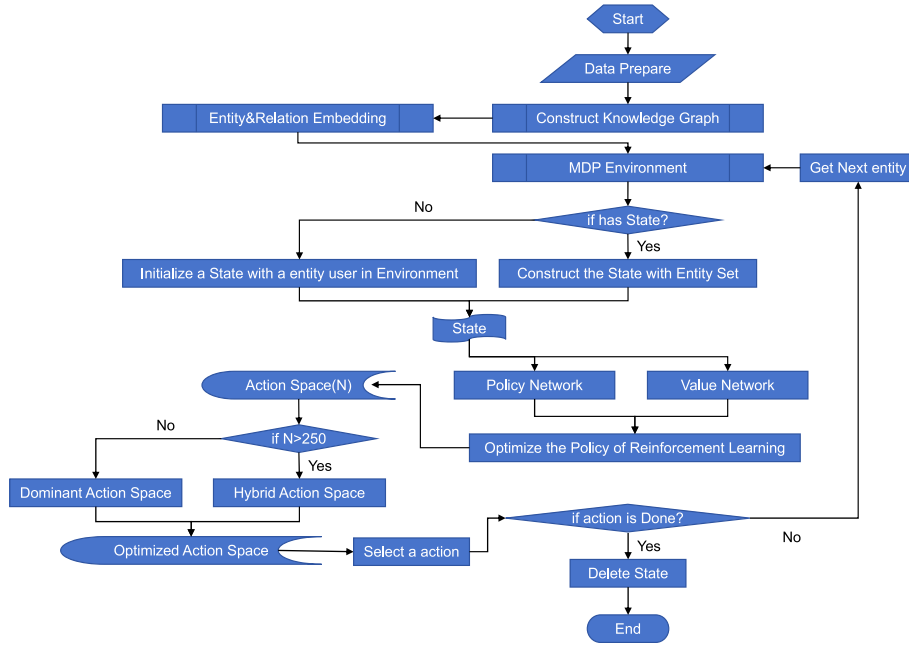 Start
Data Prepare
Entity&Relation Embedding
Construct Knowledge Graph
MDP Environment
Get Next entity
No
if has State?
Yes
Initialize a State with a entity user in Environment
Construct the State with Entity Set
State
Action Space(N)
Policy Network
Value Network
No
if N>250
Optimize the Policy of Reinforcement Learning
Yes
Dominant Action Space
Hybrid Action Space
if action is Done?
No
Optimized Action Space
Select a action
Yes
Delete State
End